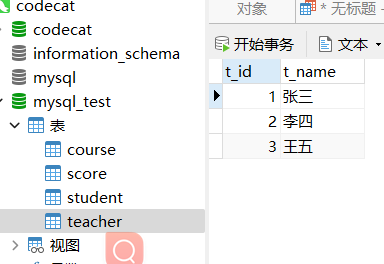 codecat
codecat
information_schema
mysql
mysql_test
表
course
score
student
teacher
视图
对象
* 无标题
开始事务
文本
t_id t_name
1 张三
2 李四
3 王五